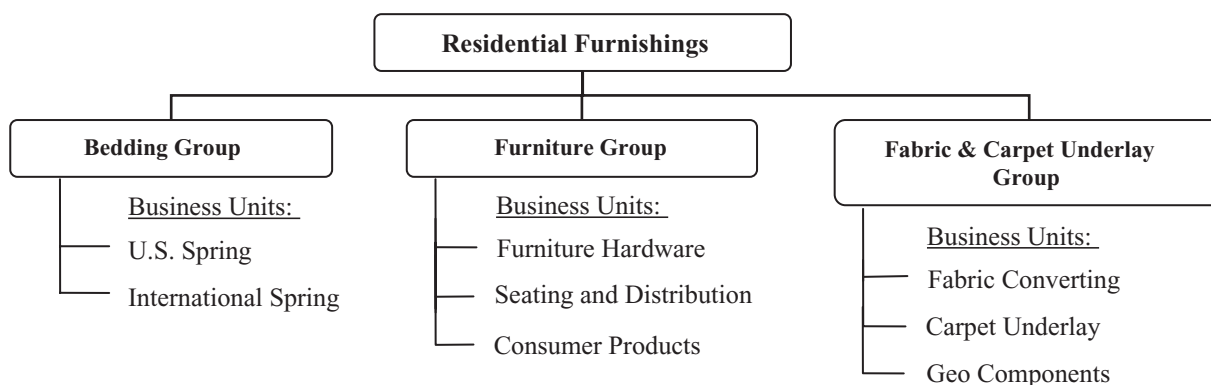 Residential Furnishings
Bedding Group
Business Units:
U.S. Spring
International Spring
Furniture Group
Business Units:
Furniture Hardware
Seating and Distribution
Consumer Products
Fabric & Carpet Underlay
Group
Business Units:
Fabric Converting
Carpet Underlay
Geo Components